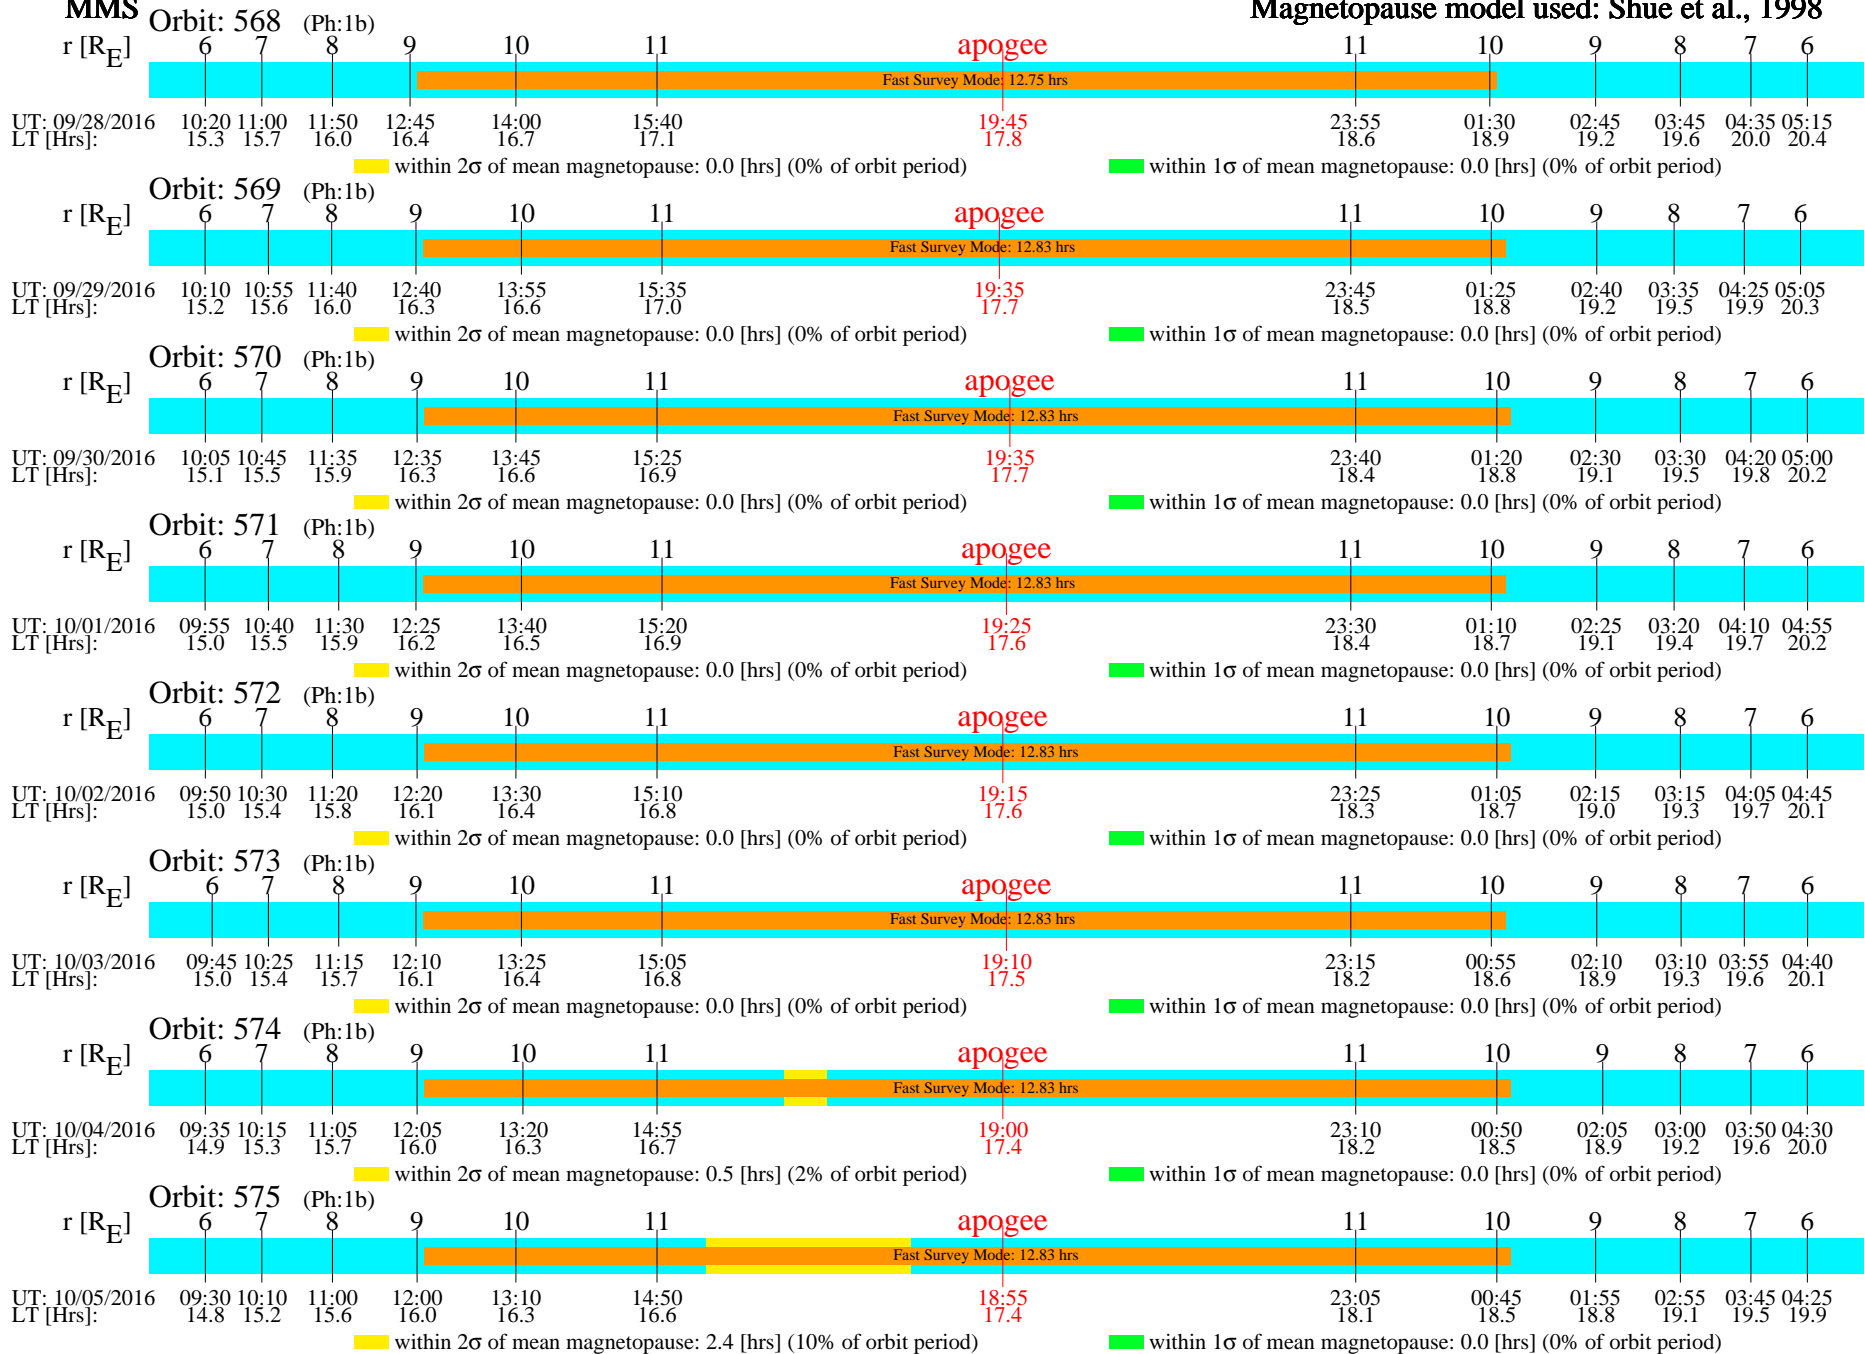 MMS Magnetopause model used: Shue et al., 1998
Orbit: 568 (Ph:1b)
r [RE] 6 7 8 9 10 11 apogee 11 10 9 8 7 6
Fast Survey Mode: 12.75 hrs
UT: 09/28/2016 10:20 11:00 11:50 12:45 14:00 15:40 19:45 23:55 01:30 02:45 03:45 04:35 05:15
LT [Hrs]: 15.3 15.7 16.0 16.4 16.7 17.1 17.8 18.6 18.9 19.2 19.6 20.0 20.4
within 2σ of mean magnetopause: 0.0 [hrs] (0% of orbit period) within 1σ of mean magnetopause: 0.0 [hrs] (0% of orbit period)
Orbit: 569 (Ph:1b)
r [RE] 6 7 8 9 10 11 apogee 11 10 9 8 7 6
Fast Survey Mode: 12.83 hrs
UT: 09/29/2016 10:10 10:55 11:40 12:40 13:55 15:35 19:35 23:45 01:25 02:40 03:35 04:25 05:05
LT [Hrs]: 15.2 15.6 16.0 16.3 16.6 17.0 17.7 18.5 18.8 19.2 19.5 19.9 20.3
within 2σ of mean magnetopause: 0.0 [hrs] (0% of orbit period) within 1σ of mean magnetopause: 0.0 [hrs] (0% of orbit period)
Orbit: 570 (Ph:1b)
r [RE] 6 7 8 9 10 11 apogee 11 10 9 8 7 6
Fast Survey Mode: 12.83 hrs
UT: 09/30/2016 10:05 10:45 11:35 12:35 13:45 15:25 19:35 23:40 01:20 02:30 03:30 04:20 05:00
LT [Hrs]: 15.1 15.5 15.9 16.3 16.6 16.9 17.7 18.4 18.8 19.1 19.5 19.8 20.2
within 2σ of mean magnetopause: 0.0 [hrs] (0% of orbit period) within 1σ of mean magnetopause: 0.0 [hrs] (0% of orbit period)
Orbit: 571 (Ph:1b)
r [RE] 6 7 8 9 10 11 apogee 11 10 9 8 7 6
Fast Survey Mode: 12.83 hrs
UT: 10/01/2016 09:55 10:40 11:30 12:25 13:40 15:20 19:25 23:30 01:10 02:25 03:20 04:10 04:55
LT [Hrs]: 15.0 15.5 15.9 16.2 16.5 16.9 17.6 18.4 18.7 19.1 19.4 19.7 20.2
within 2σ of mean magnetopause: 0.0 [hrs] (0% of orbit period) within 1σ of mean magnetopause: 0.0 [hrs] (0% of orbit period)
Orbit: 572 (Ph:1b)
r [RE] 6 7 8 9 10 11 apogee 11 10 9 8 7 6
Fast Survey Mode: 12.83 hrs
UT: 10/02/2016 09:50 10:30 11:20 12:20 13:30 15:10 19:15 23:25 01:05 02:15 03:15 04:05 04:45
LT [Hrs]: 15.0 15.4 15.8 16.1 16.4 16.8 17.6 18.3 18.7 19.0 19.3 19.7 20.1
within 2σ of mean magnetopause: 0.0 [hrs] (0% of orbit period) within 1σ of mean magnetopause: 0.0 [hrs] (0% of orbit period)
Orbit: 573 (Ph:1b)
r [RE] 6 7 8 9 10 11 apogee 11 10 9 8 7 6
Fast Survey Mode: 12.83 hrs
UT: 10/03/2016 09:45 10:25 11:15 12:10 13:25 15:05 19:10 23:15 00:55 02:10 03:10 03:55 04:40
LT [Hrs]: 15.0 15.4 15.7 16.1 16.4 16.8 17.5 18.2 18.6 18.9 19.3 19.6 20.1
within 2σ of mean magnetopause: 0.0 [hrs] (0% of orbit period) within 1σ of mean magnetopause: 0.0 [hrs] (0% of orbit period)
Orbit: 574 (Ph:1b)
r [RE] 6 7 8 9 10 11 apogee 11 10 9 8 7 6
Fast Survey Mode: 12.83 hrs
UT: 10/04/2016 09:35 10:15 11:05 12:05 13:20 14:55 19:00 23:10 00:50 02:05 03:00 03:50 04:30
LT [Hrs]: 14.9 15.3 15.7 16.0 16.3 16.7 17.4 18.2 18.5 18.9 19.2 19.6 20.0
within 2σ of mean magnetopause: 0.5 [hrs] (2% of orbit period) within 1σ of mean magnetopause: 0.0 [hrs] (0% of orbit period)
Orbit: 575 (Ph:1b)
r [RE] 6 7 8 9 10 11 apogee 11 10 9 8 7 6
Fast Survey Mode: 12.83 hrs
UT: 10/05/2016 09:30 10:10 11:00 12:00 13:10 14:50 18:55 23:05 00:45 01:55 02:55 03:45 04:25
LT [Hrs]: 14.8 15.2 15.6 16.0 16.3 16.6 17.4 18.1 18.5 18.8 19.1 19.5 19.9
within 2σ of mean magnetopause: 2.4 [hrs] (10% of orbit period) within 1σ of mean magnetopause: 0.0 [hrs] (0% of orbit period)